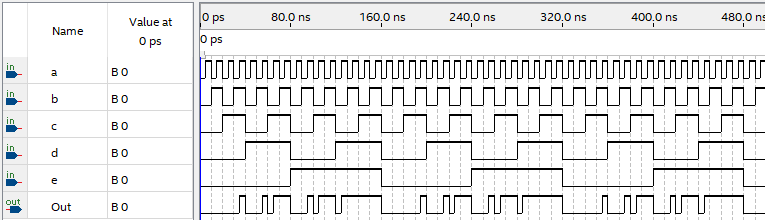 Name
Value at
0 ps
0 ps
80.0 ns
160.0 ns
240.0 ns
320.0 ns
400.0 ns
480.0 ns
0 ps
in
a
B 0
in
b
B 0
in
c
B 0
in
d
B 0
in
e
B 0
out
Out
B 0